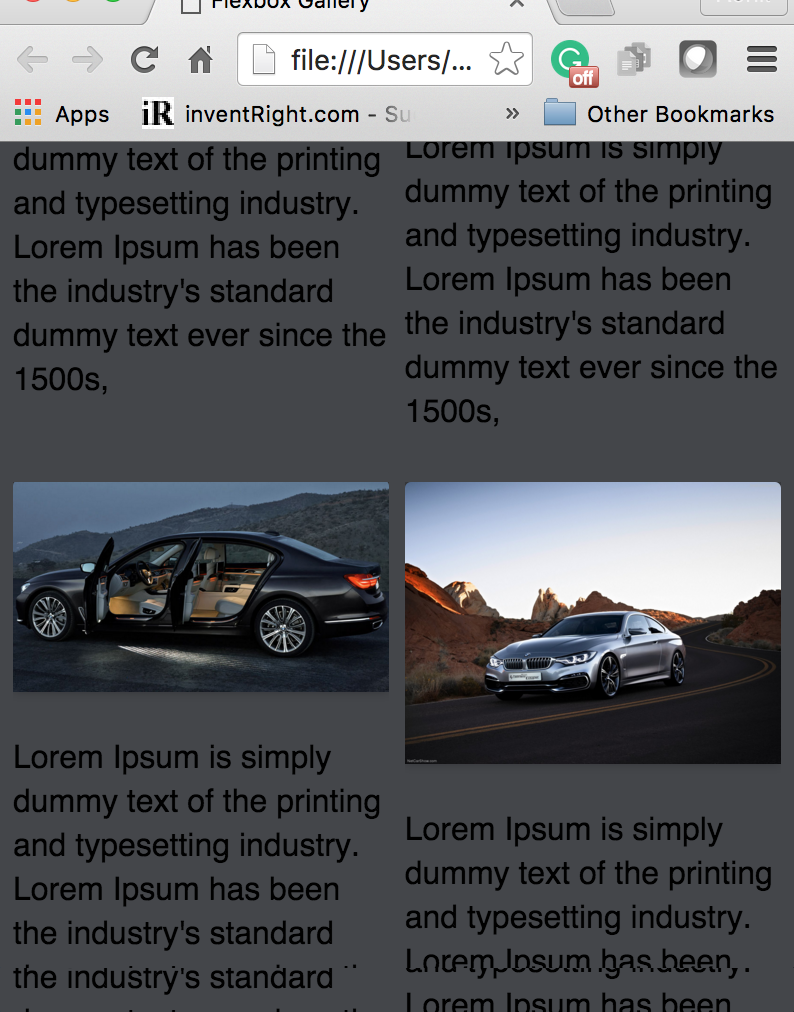 Flexbox Gallery
file:///Users/...
off
Apps
iR inventRight.com - Su
»
Other Bookmarks
dummy text of the printing
and typesetting industry.
Lorem Ipsum has been
the industry's standard
dummy text ever since the
1500s,
Lorem Ipsum is simply
dummy text of the printing
and typesetting industry.
Lorem Ipsum has been
the industry's standard
dummy text ever since the
1500s,
Lorem Ipsum is simply
dummy text of the printing
and typesetting industry.
Lorem Ipsum has been
the industry's standard
the industry's standard
Lorem Ipsum is simply
dummy text of the printing
and typesetting industry.
Lorem Ipsum has been
Lorem Ipsum has been